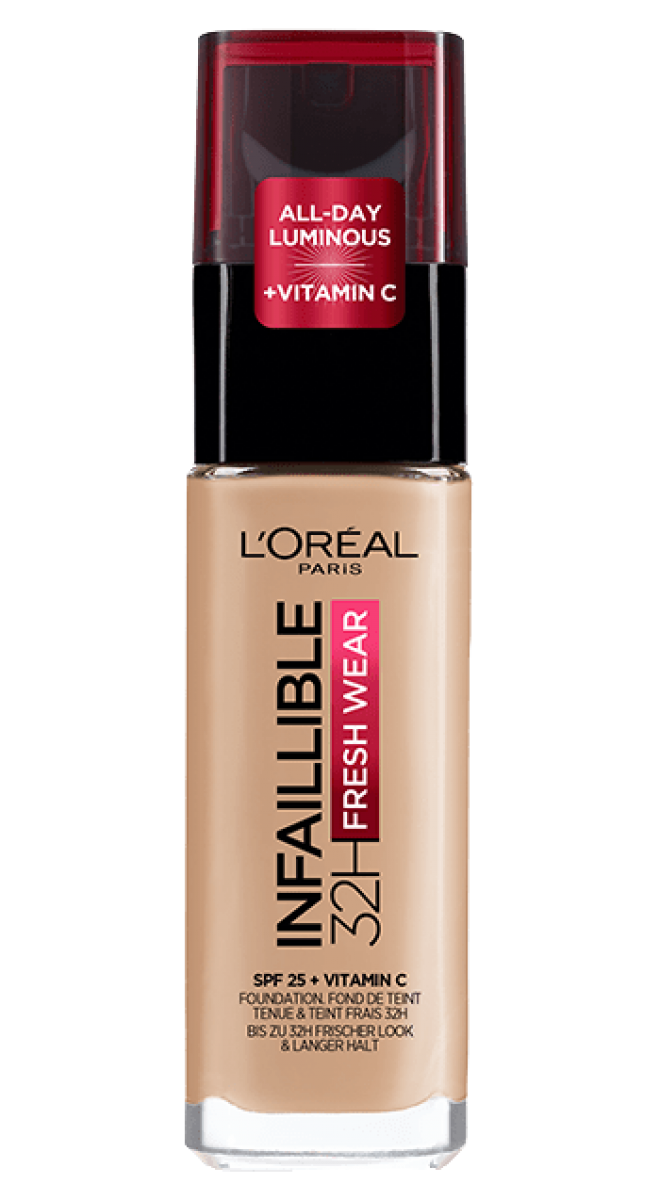 ALL-DAY
LUMINOUS
+VITAMIN C
L'ORÉAL
PARIS
INFAILLIBLE
32H FRESH WEAR
SPF 25 + VITAMIN C
FOUNDATION. FOND DE TEINT
TENUE & TEINT FRAIS 32H
BIS ZU 32H FRISCHER LOOK
& LANGER HALT